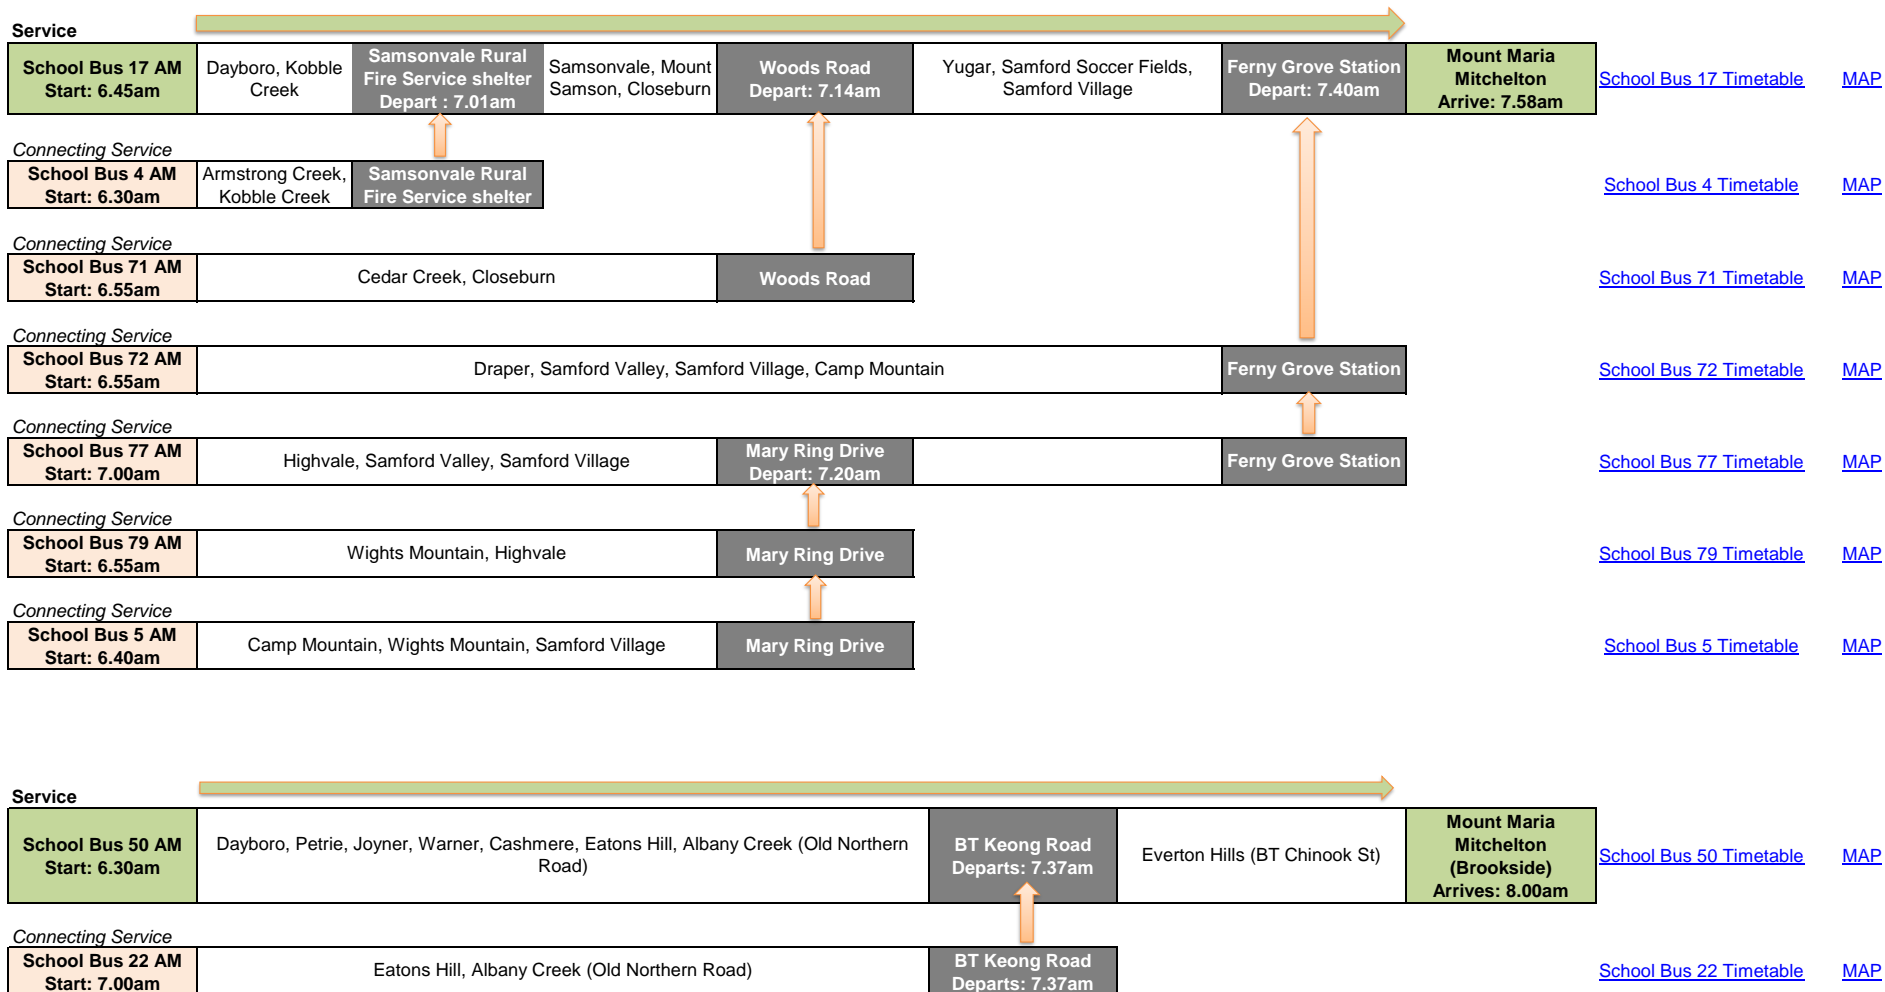 Service
School Bus 17 AM
Start: 6.45am
Dayboro, Kobble
Creek
Samsonvale Rural
Fire Service shelter
Depart : 7.01am
Samsonvale, Mount
Samson, Closeburn
Woods Road
Depart: 7.14am
Yugar, Samford Soccer Fields,
Samford Village
Ferny Grove Station
Depart: 7.40am
Mount Maria
Mitchelton
Arrive: 7.58am
School Bus 17 Timetable
MAP
Connecting Service
School Bus 4 AM
Start: 6.30am
Armstrong Creek,
Kobble Creek
Samsonvale Rural
Fire Service shelter
School Bus 4 Timetable
MAP
Connecting Service
School Bus 71 AM
Start: 6.55am
Cedar Creek, Closeburn
Woods Road
School Bus 71 Timetable
MAP
Connecting Service
School Bus 72 AM
Start: 6.55am
Draper, Samford Valley, Samford Village, Camp Mountain
Ferny Grove Station
School Bus 72 Timetable
MAP
Connecting Service
School Bus 77 AM
Start: 7.00am
Highvale, Samford Valley, Samford Village
Mary Ring Drive
Depart: 7.20am
Ferny Grove Station
School Bus 77 Timetable
MAP
Connecting Service
School Bus 79 AM
Start: 6.55am
Wights Mountain, Highvale
Mary Ring Drive
School Bus 79 Timetable
MAP
Connecting Service
School Bus 5 AM
Start: 6.40am
Camp Mountain, Wights Mountain, Samford Village
Mary Ring Drive
School Bus 5 Timetable
MAP
Service
School Bus 50 AM
Start: 6.30am
Dayboro, Petrie, Joyner, Warner, Cashmere, Eatons Hill, Albany Creek (Old Northern
Road)
BT Keong Road
Departs: 7.37am
Everton Hills (BT Chinook St)
Mount Maria
Mitchelton
(Brookside)
Arrives: 8.00am
School Bus 50 Timetable
MAP
Connecting Service
School Bus 22 AM
Start: 7.00am
Eatons Hill, Albany Creek (Old Northern Road)
BT Keong Road
Departs: 7.37am
School Bus 22 Timetable
MAP